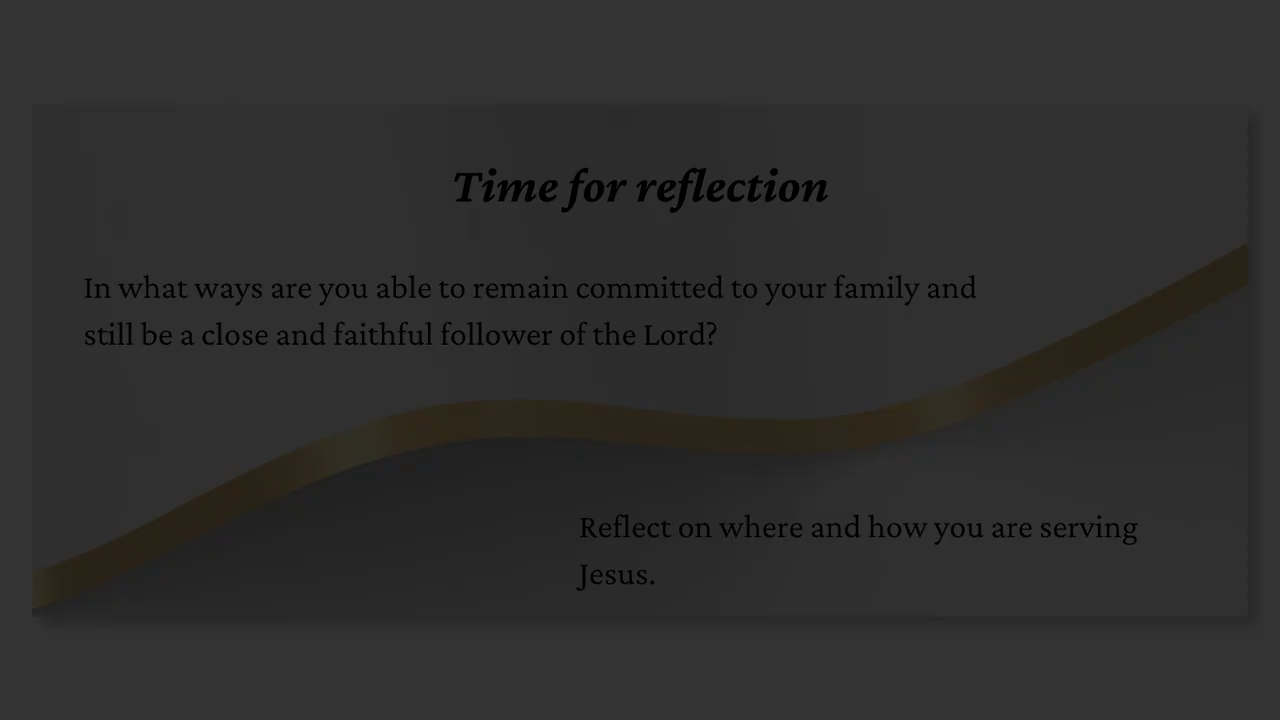 Time for reflection
In what ways are you able to remain committed to your family and
still be a close and faithful follower of the Lord?
Reflect on where and how you are serving
Jesus.